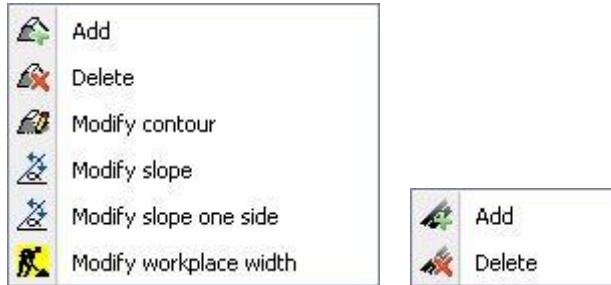 Add
Delete
Modify contour
Modify slope
Modify slope one side
Modify workplace width
Add
Delete